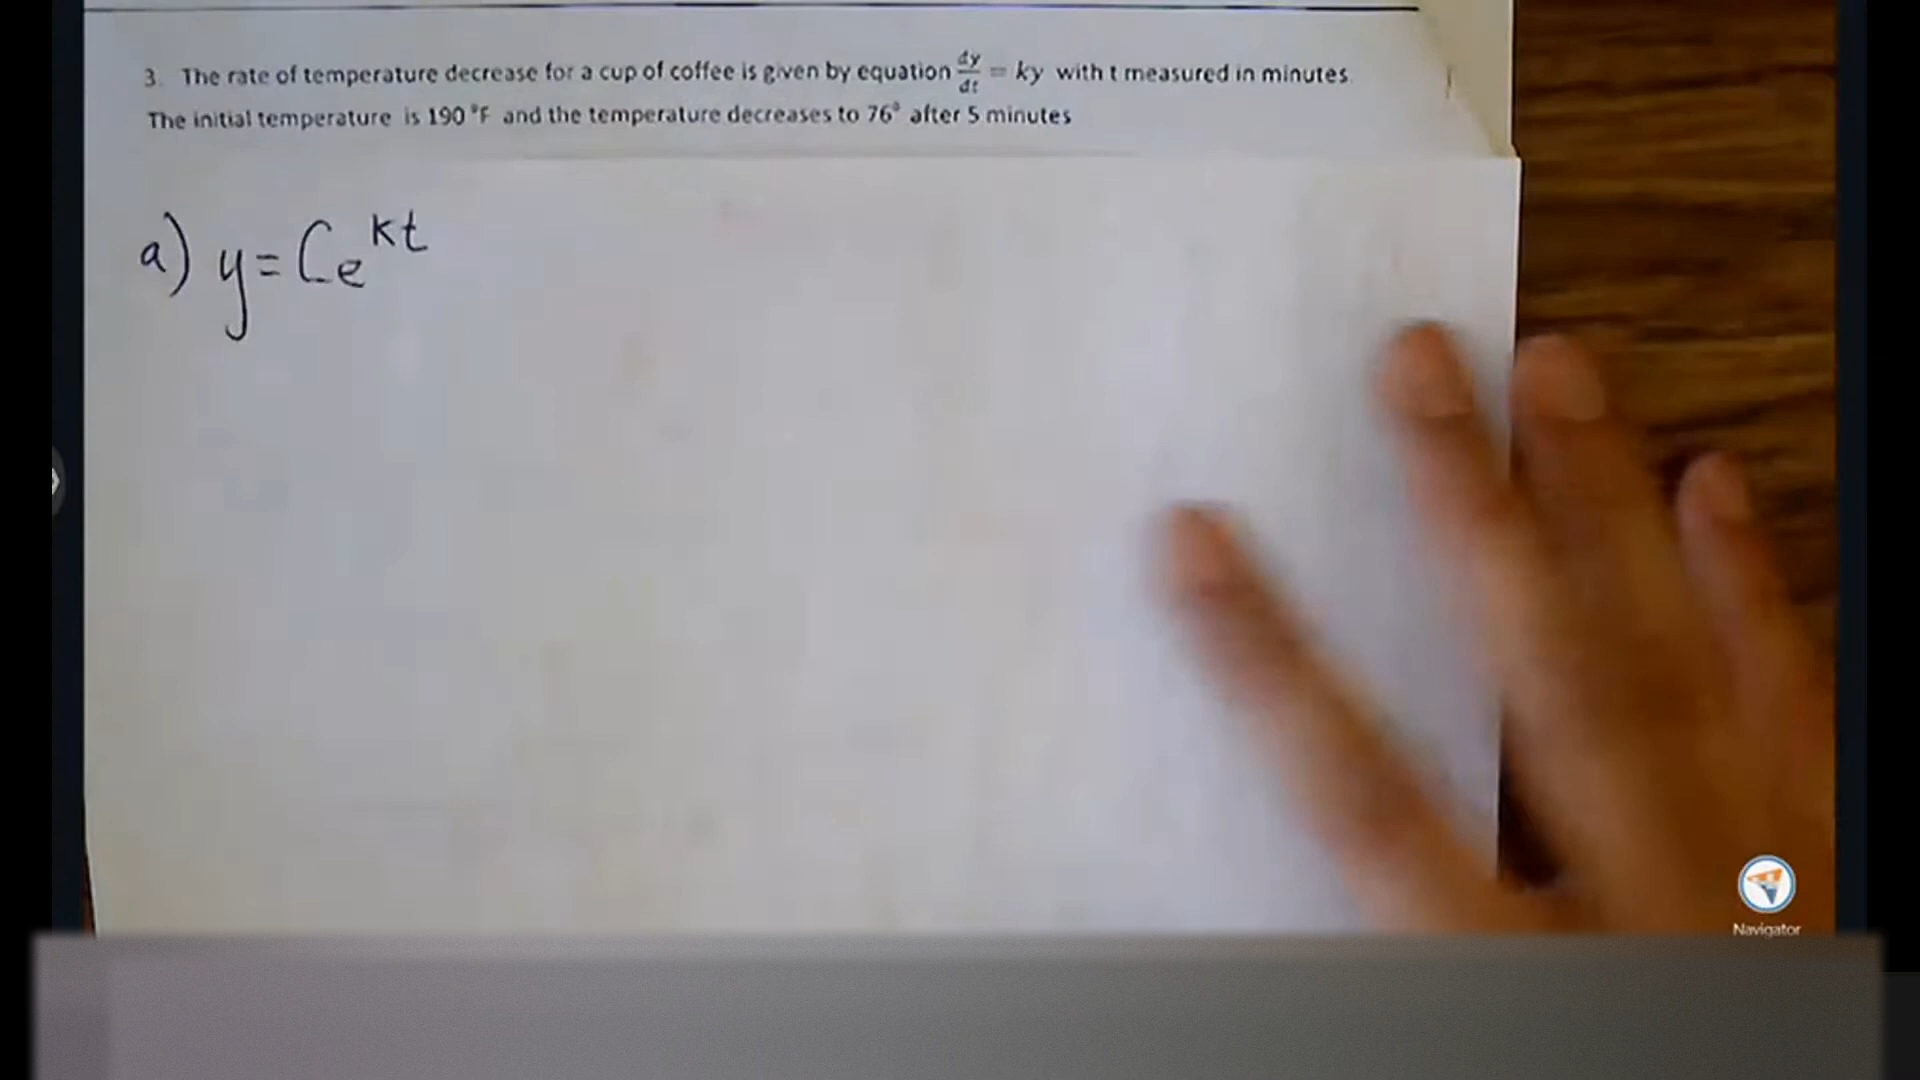 3. The rate of temperature decrease for a cup of coffee is given by equation dy/dt = ky with t measured in minutes.
The initial temperature is 190 °F and the temperature decreases to 76° after 5 minutes
a) y = Ce^kt
Navigator